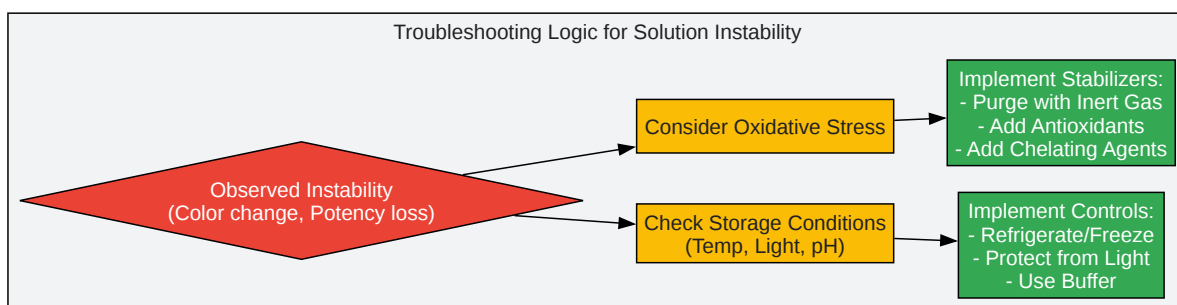 Troubleshooting Logic for Solution Instability
Observed Instability
(Color change, Potency loss)
Consider Oxidative Stress
Implement Stabilizers:
- Purge with Inert Gas
- Add Antioxidants
- Add Chelating Agents
Check Storage Conditions
(Temp, Light, pH)
Implement Controls:
- Refrigerate/Freeze
- Protect from Light
- Use Buffer